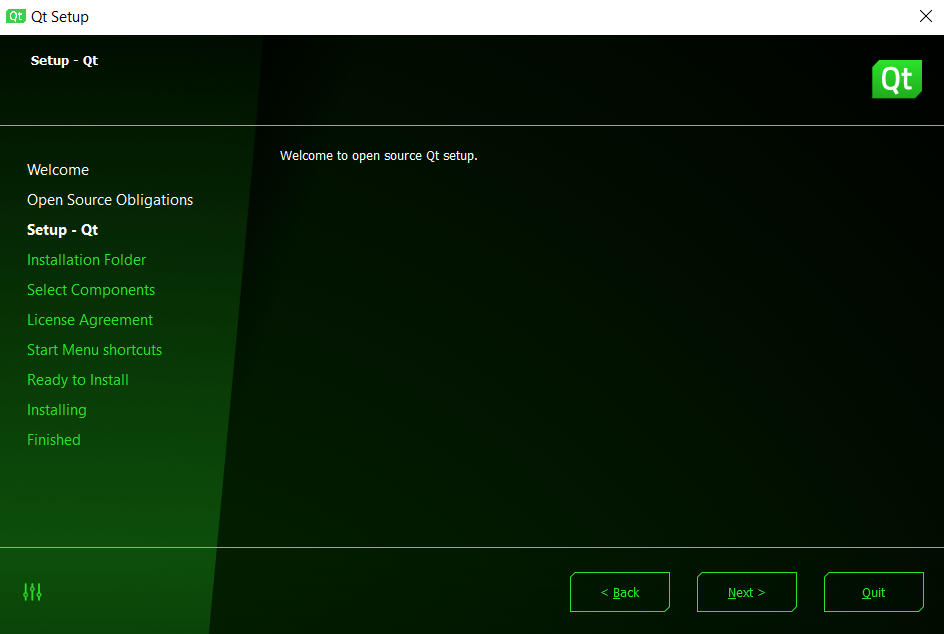 Qt Qt Setup
Setup - Qt
Qt
Welcome
Open Source Obligations
Setup - Qt
Installation Folder
Select Components
License Agreement
Start Menu shortcuts
Ready to Install
Installing
Finished
Welcome to open source Qt setup.
< Back
Next >
Quit